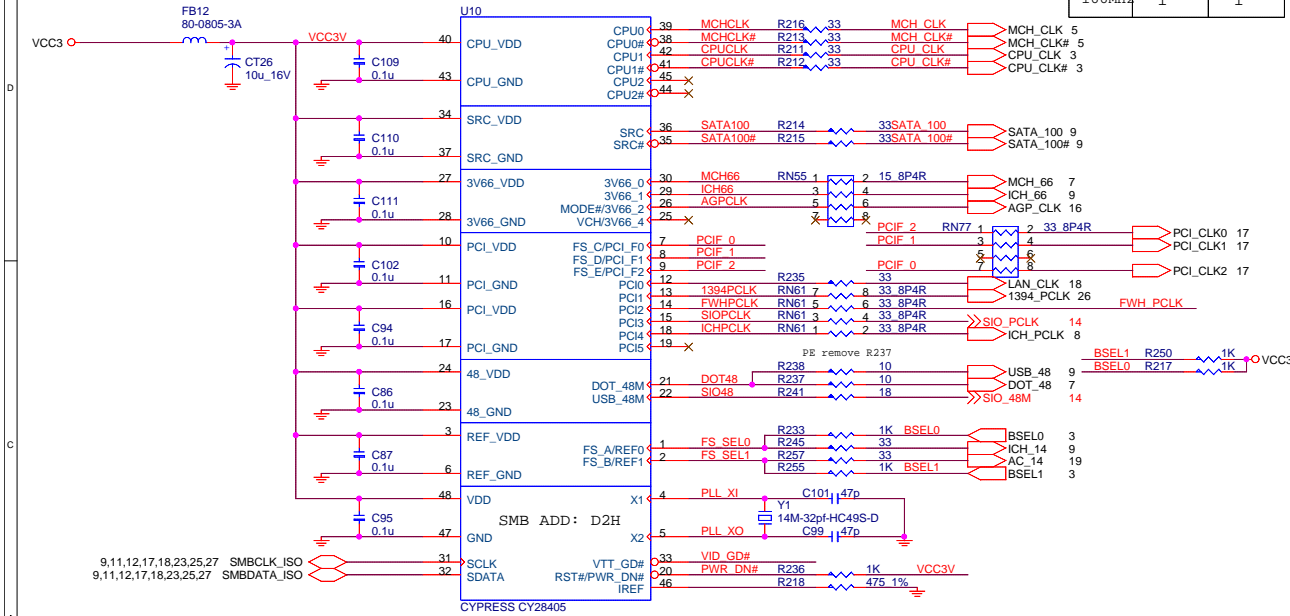 100MHZ 1 1
FB12
80-0805-3A
VCC3
VCC3V
CT26
10u_16V
U10
40 CPU_VDD
C109
0.1u
43 CPU_GND
34 SRC_VDD
C110
0.1u
37 SRC_GND
27 3V66_VDD
C111
0.1u
28 3V66_GND
10 PCI_VDD
C102
0.1u
11 PCI_GND
16 PCI_VDD
C94
0.1u
17 PCI_GND
24 48_VDD
C86
0.1u
23 48_GND
3 REF_VDD
C87
0.1u
6 REF_GND
48 VDD
C95
0.1u
47 GND
SMB ADD: D2H
9,11,12,17,18,23,25,27 SMBCLK_ISO 31 SCLK
9,11,12,17,18,23,25,27 SMBDATA_ISO 32 SDATA
CYPRESS CY28405
CPU0 39 MCHCLK R216 33 MCH_CLK MCH_CLK 5
CPU0# 38 MCHCLK# R213 33 MCH_CLK# MCH_CLK# 5
CPU1 42 CPUCLK R211 33 CPU_CLK CPU_CLK 3
CPU1# 41 CPUCLK# R212 33 CPU_CLK# CPU_CLK# 3
CPU2 45
CPU2# 44
SRC 36 SATA100 R214 33 SATA_100 SATA_100 9
SRC# 35 SATA100# R215 33 SATA_100# SATA_100# 9
3V66_0 30 MCH66 RN55 1 2 15_8P4R MCH_66 7
3V66_1 29 ICH66 3 4 ICH_66 9
MODE#/3V66_2 26 AGPCLK 5 6 AGP_CLK 16
VCH/3V66_4 25 7 8
PCIF_2 RN77 1 2 33_8P4R PCI_CLK0 17
FS_C/PCI_F0 7 PCIF_0 PCIF_1 3 4 PCI_CLK1 17
FS_D/PCI_F1 8 PCIF_1 5 6
FS_E/PCI_F2 9 PCIF_2 PCIF_0 7 8 PCI_CLK2 17
PCI0 12 R235 33 LAN_CLK 18
PCI1 13 1394PCLK RN61 7 8 33_8P4R 1394_PCLK 26
PCI2 14 FWHPCLK RN61 5 6 33_8P4R FWH_PCLK
PCI3 15 SIOPCLK RN61 3 4 33_8P4R SIO_PCLK 14
PCI4 18 ICHPCLK RN61 1 2 33_8P4R ICH_PCLK 8
PCI5 19
PE remove R237
BSEL1 R250 1K VCC3
BSEL0 R217 1K
R238 10 USB_48 9
DOT_48M 21 DOT48 R237 10 DOT_48 7
USB_48M 22 SIO48 R241 18 SIO_48M 14
R233 1K BSEL0 BSEL0 3
FS_A/REF0 1 FS_SEL0 R245 33 ICH_14 9
FS_B/REF1 2 FS_SEL1 R257 33 AC_14 19
R255 1K BSEL1 BSEL1 3
X1 4 PLL_XI C101 47p
Y1
14M-32pf-HC49S-D
X2 5 PLL_XO C99 47p
VTT_GD# 33 VID_GD#
RST#/PWR_DN# 20 PWR_DN# R236 1K VCC3V
IREF 46 R218 475_1%
D
C